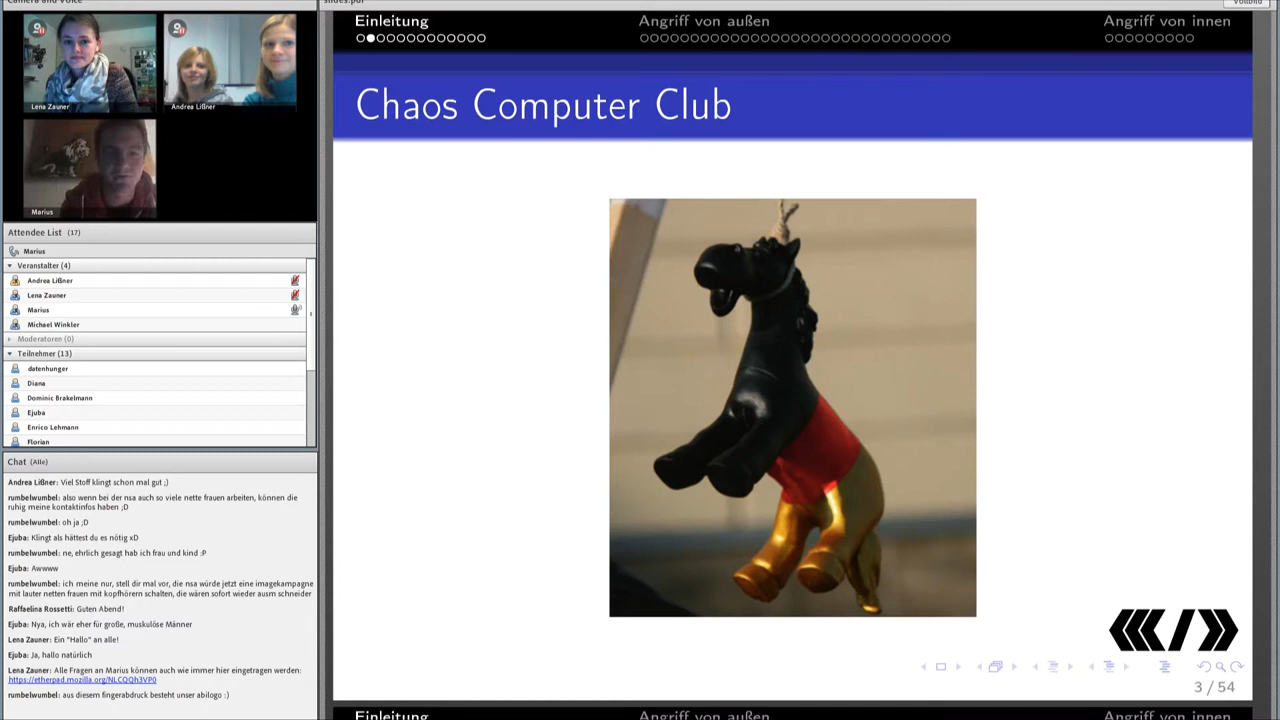 Camera and Voice
Lena Zauner
Andrea Lißner
Marius
Attendee List (17)
Marius
Veranstalter (4)
Andrea Lißner
Lena Zauner
Marius
Michael Winkler
Moderatoren (0)
Teilnehmer (13)
datenhunger
Diana
Dominic Brakelmann
Ejuba
Enrico Lehmann
Florian
Chat (Alle)
Andrea Lißner: Viel Stoff klingt schon mal gut ;)
rumbelwumbel: also wenn bei der nsa auch so viele nette frauen arbeiten, können die
ruhig meine kontaktinfos haben ;D
rumbelwumbel: oh ja ;D
Ejuba: Klingt als hättest du es nötig xD
rumbelwumbel: ne, ehrlich gesagt hab ich frau und kind :P
Ejuba: Awwww
rumbelwumbel: ich meine nur, stell dir mal vor, die nsa würde jetzt eine imagekampagne
mit lauter netten frauen mit kopfhörern schalten, die wären sofort wieder ausm schneider
Raffaelina Rossetti: Guten Abend!
Ejuba: Nya, ich wär eher für große, muskulöse Männer
Lena Zauner: Ein "Hallo" an alle!
Ejuba: Ja, hallo natürlich
Lena Zauner: Alle Fragen an Marius können auch wie immer hier eingetragen werden:
https://etherpad.mozilla.org/NLCQQh3VP0
rumbelwumbel: aus diesem fingerabdruck besteht unser abilogo :)
slides.pdf
Vollbild
Einleitung
Angriff von außen
Angriff von innen
Chaos Computer Club
3 / 54
Einleitung
Angriff von außen
Angriff von innen